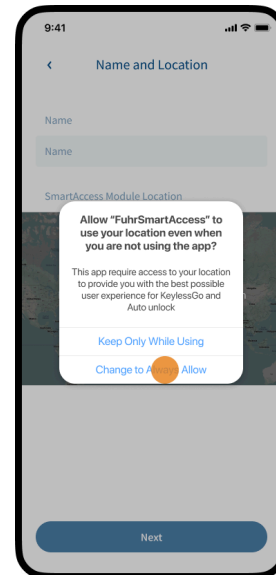 9:41
Name and Location
Name
Name
SmartAccess Module Location
Allow “FuhrSmartAccess” to
use your location even when
you are not using the app?
This app require access to your location
to provide you with the best possible
user experience for KeylessGo and
Auto unlock
Keep Only While Using
Change to Always Allow
Next